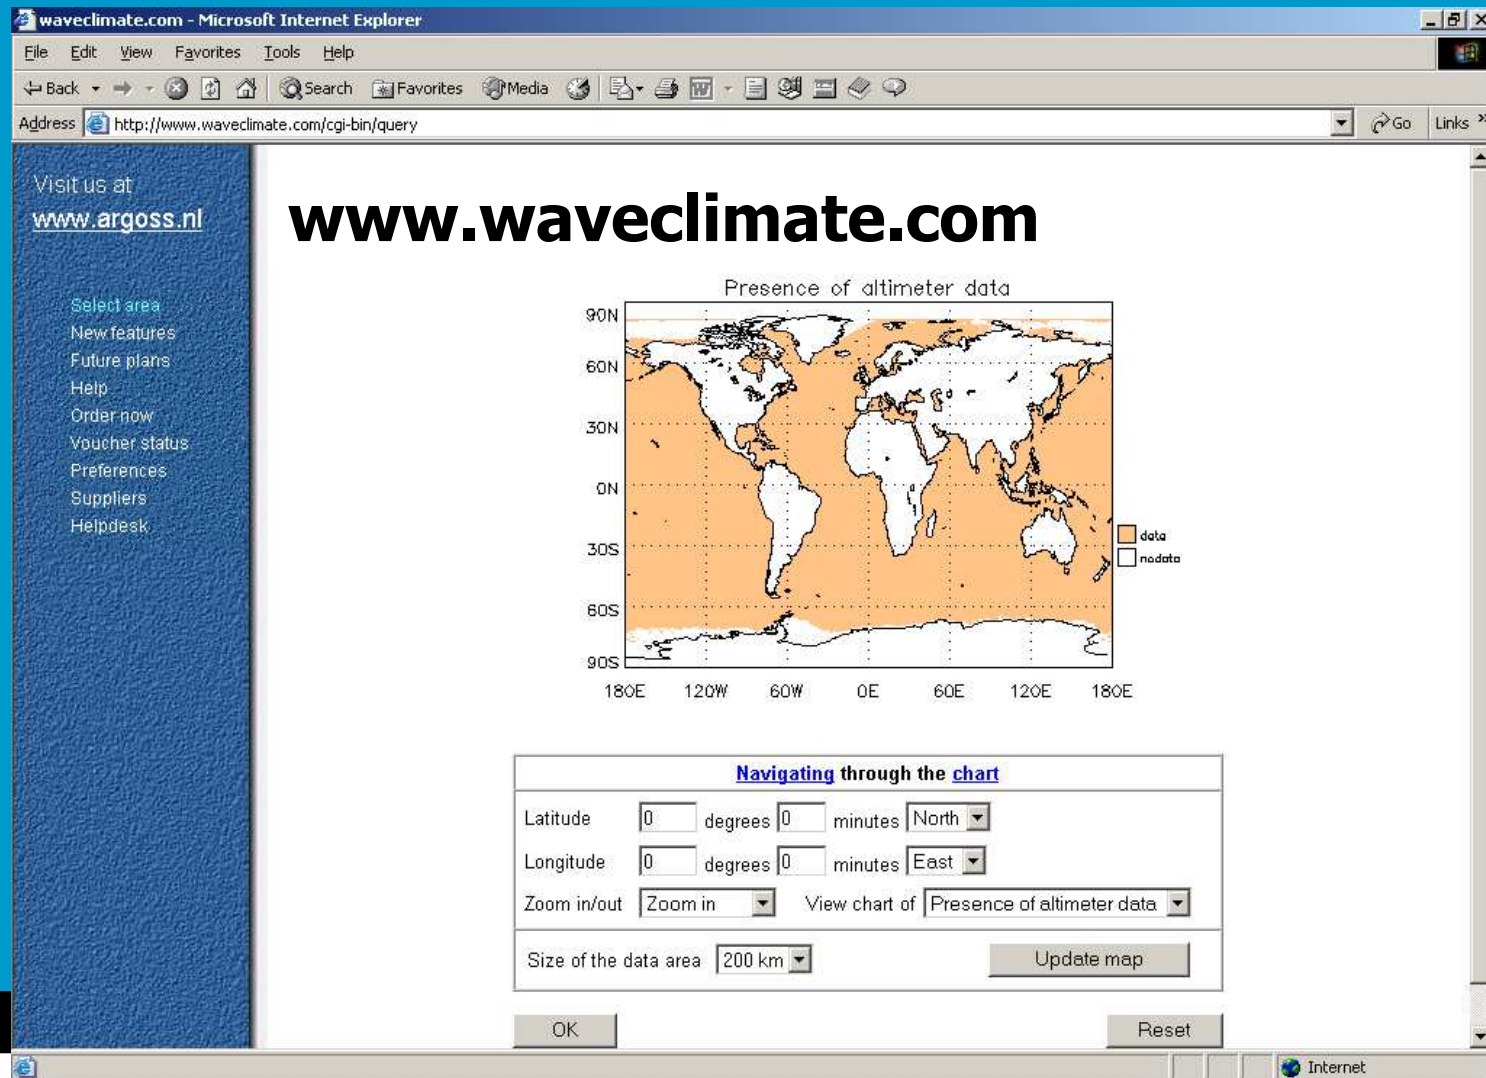 waveclimate.com - Microsoft Internet Explorer
File Edit View Favorites Tools Help
Back Search Favorites Media
Address http://www.waveclimate.com/cgi-bin/query Go Links »
Visit us at
www.argoss.nl
Select area
New features
Future plans
Help
Order now
Voucher status
Preferences
Suppliers
Helpdesk
www.waveclimate.com
Presence of altimeter data
90N
60N
30N
0N
30S
60S
90S
180E 120W 60W 0E 60E 120E 180E
data
nodata
Navigating through the chart
Latitude 0 degrees 0 minutes North
Longitude 0 degrees 0 minutes East
Zoom in/out Zoom in View chart of Presence of altimeter data
Size of the data area 200 km Update map
OK Reset
Internet